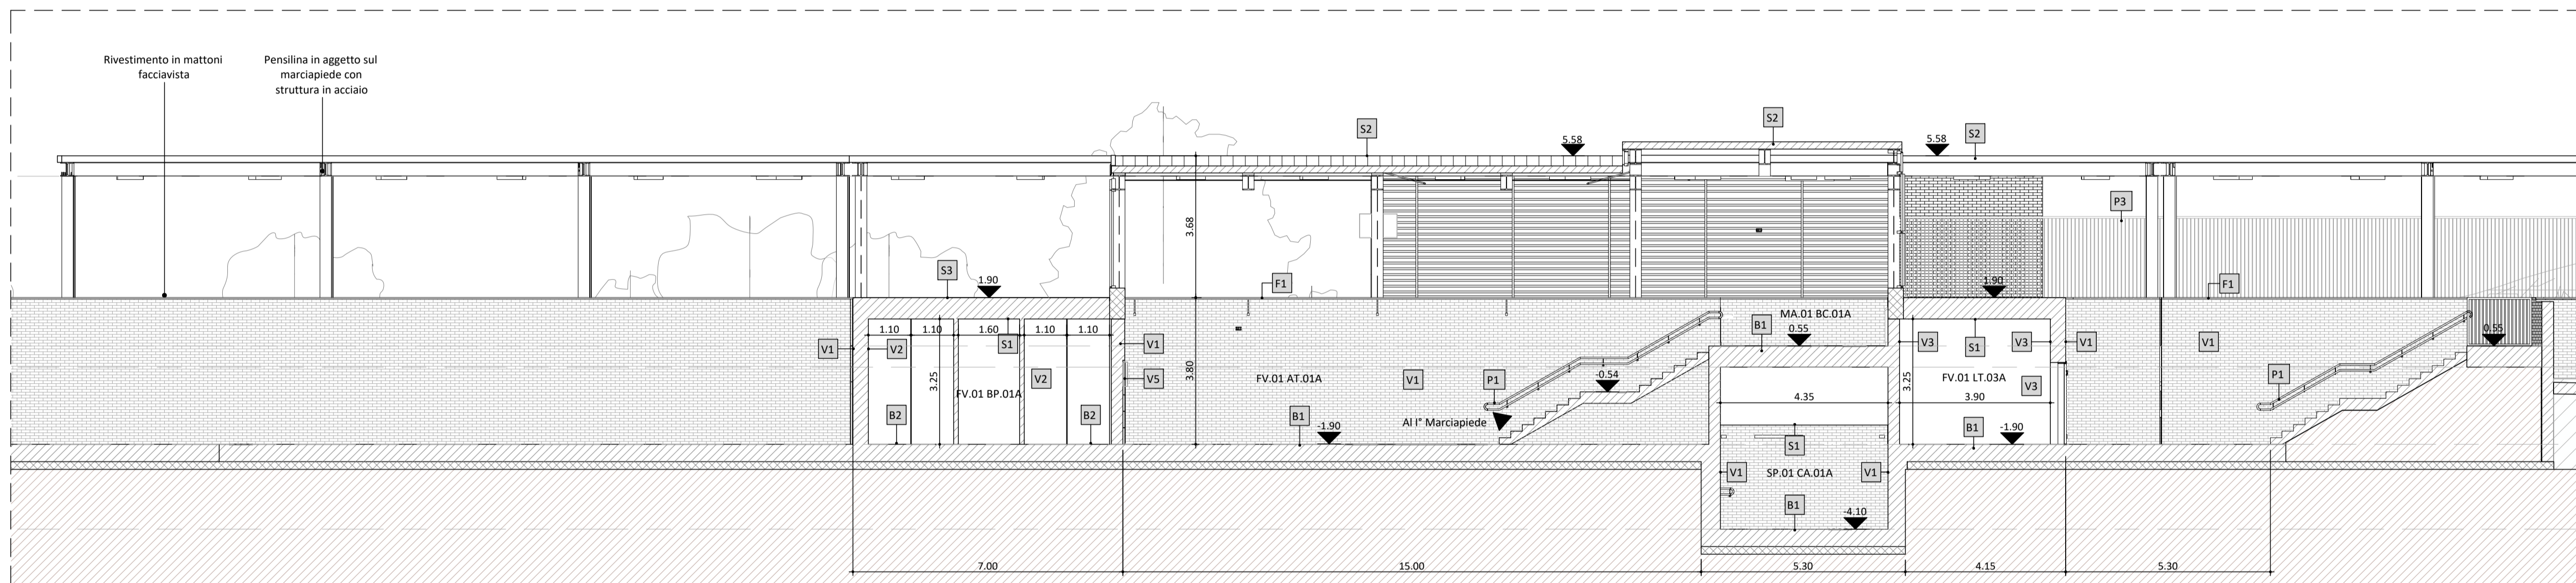 Rivestimento in mattoni
facciavista
Pensilina in aggetto sul
marciapiede con
struttura in acciaio
S2
S2
S2
5.58
5.58
P3
3.68
S3
1.90
F1
1.90
F1
MA.01 BC.01A
B1
0.55
0.55
1.10
1.10
1.60
1.10
1.10
V1
V2
S1
V1
V3
S1
V3
V1
V1
3.25
FV.01 BP.01A
V2
V5
3.80
FV.01 AT.01A
V1
P1
-0.54
3.25
FV.01 LT.03A
V3
P1
4.35
3.90
B2
B2
B1
Al I° Marciapiede
-1.90
B1
-1.90
S1
V1
SP.01 CA.01A
V1
B1
-4.10
7.00
15.00
5.30
4.15
5.30